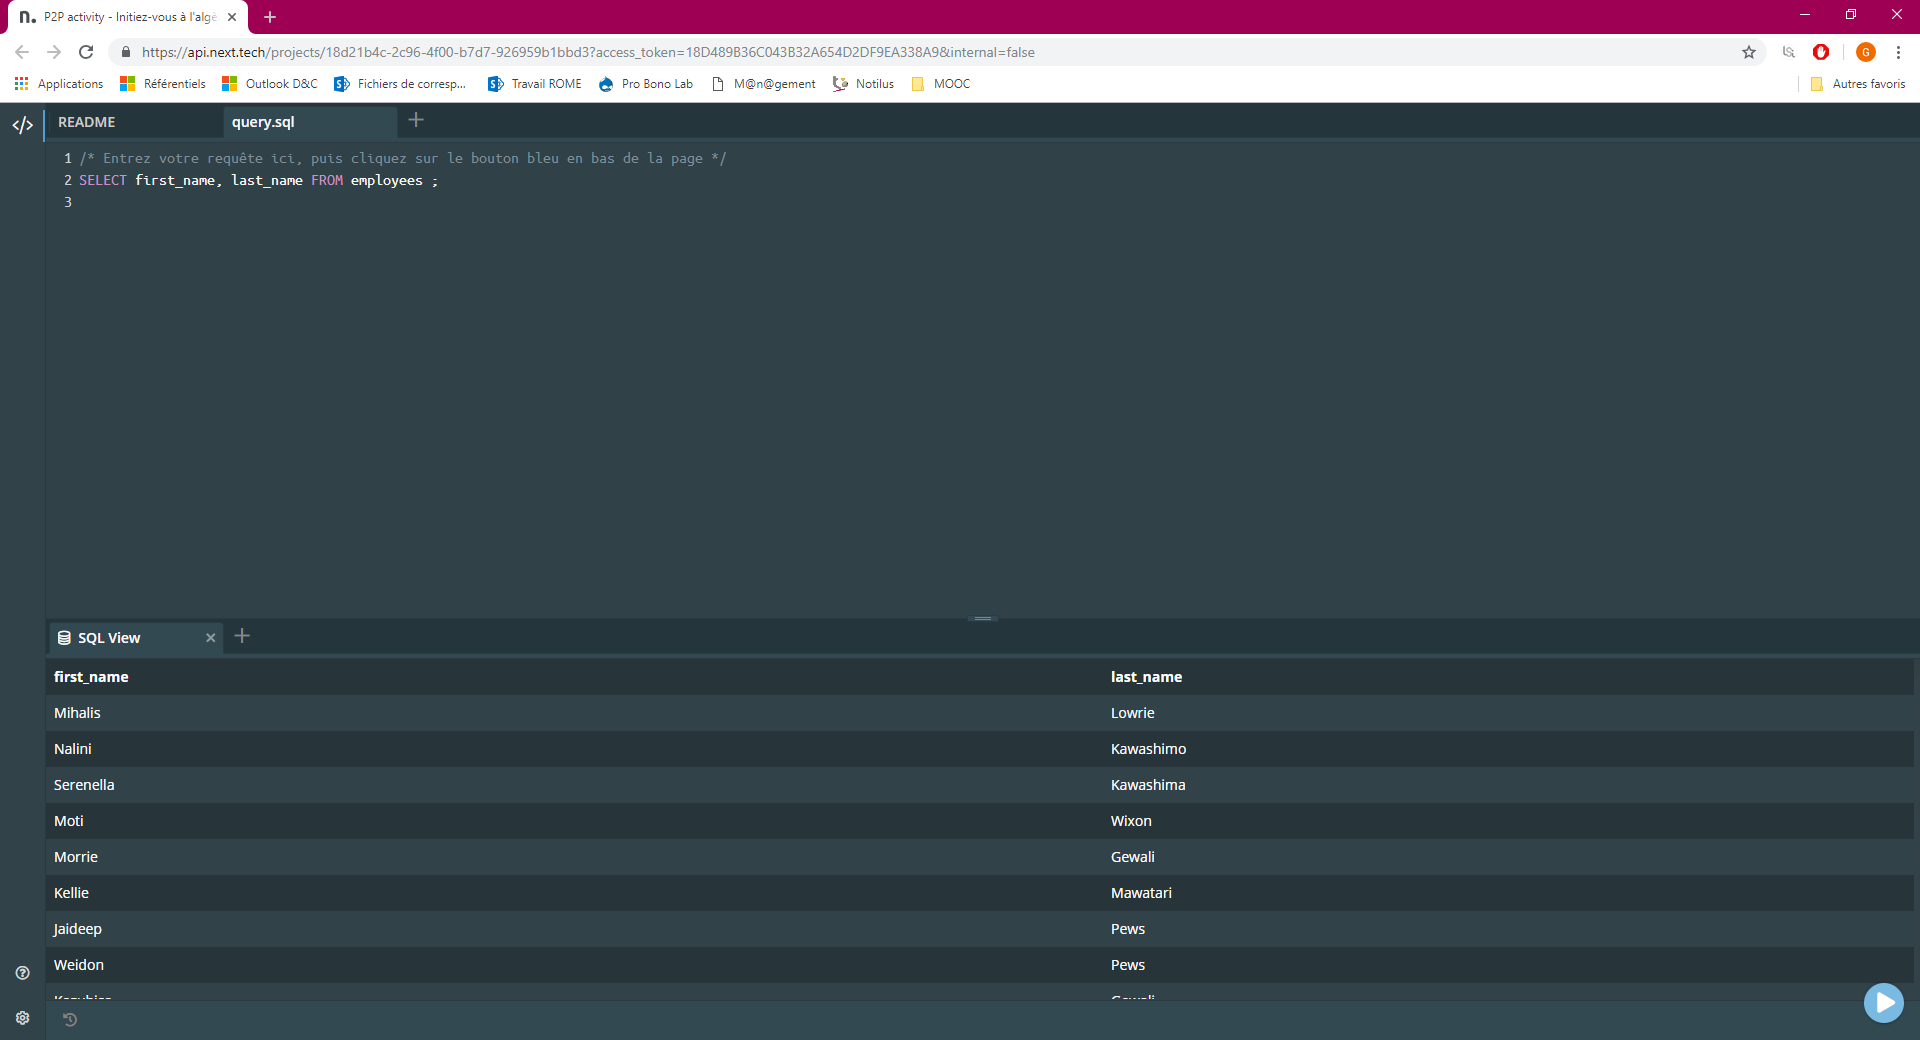 n. P2P activity - Initiez-vous à l'algè
https://api.next.tech/projects/18d21b4c-2c96-4f00-b7d7-926959b1bbd3?access_token=18D489B36C043B32A654D2DF9EA338A9&internal=false
G
Applications Référentiels Outlook D&C Fichiers de corresp... Travail ROME Pro Bono Lab M@n@gement Notilus MOOC Autres favoris
README query.sql
1 /* Entrez votre requête ici, puis cliquez sur le bouton bleu en bas de la page */
2 SELECT first_name, last_name FROM employees ;
3
SQL View
first_name last_name
Mihalis Lowrie
Nalini Kawashimo
Serenella Kawashima
Moti Wixon
Morrie Gewali
Kellie Mawatari
Jaideep Pews
Weidon Pews
Gewali